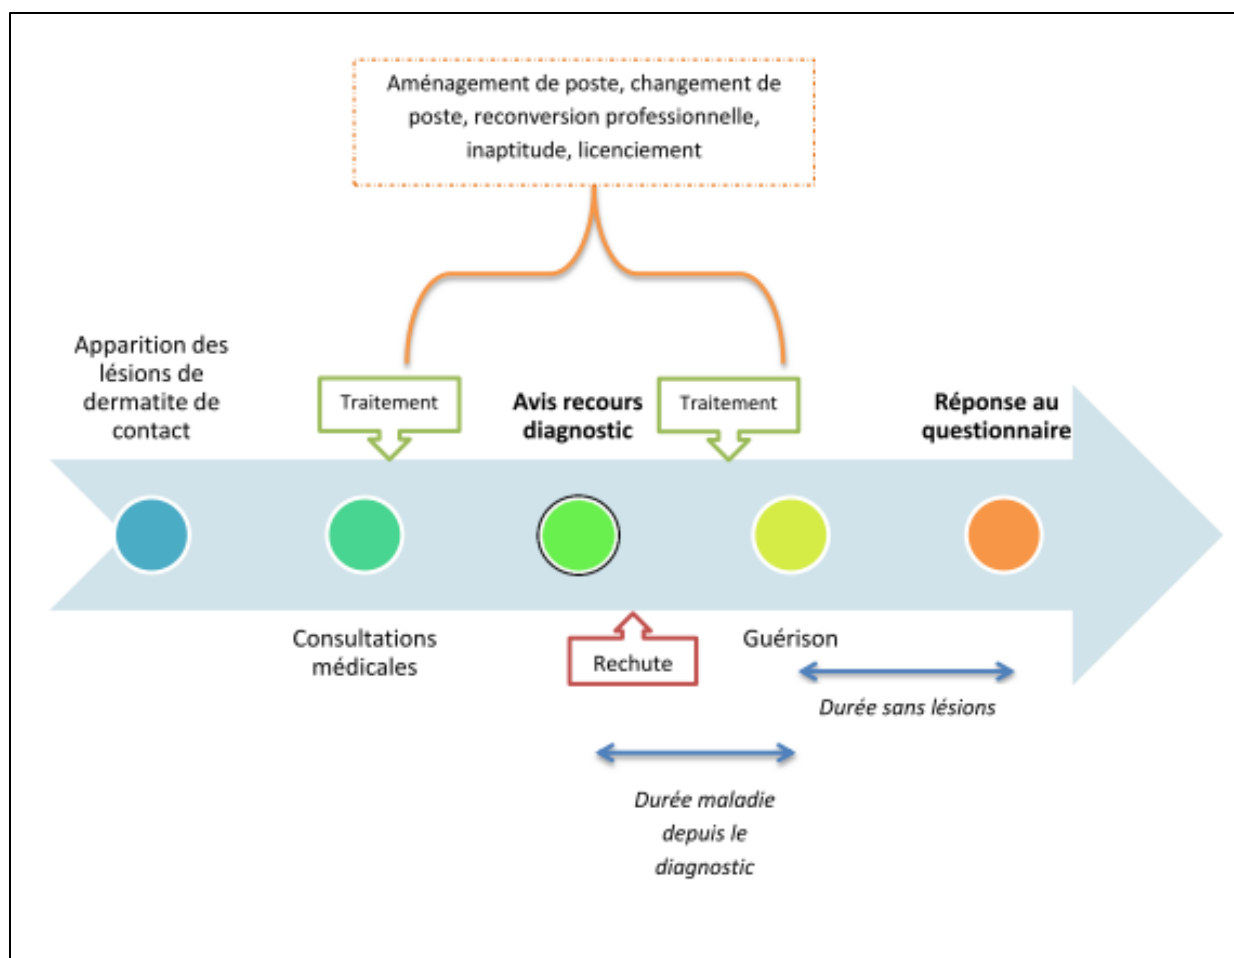 Aménagement de poste, changement de
poste, reconversion professionnelle,
inaptitude, licenciement
Apparition des
lésions de
dermatite de
contact
Traitement
Avis recours
diagnostic
Traitement
Réponse au
questionnaire
Consultations
médicales
Rechute
Guérison
Durée sans lésions
Durée maladie
depuis le
diagnostic